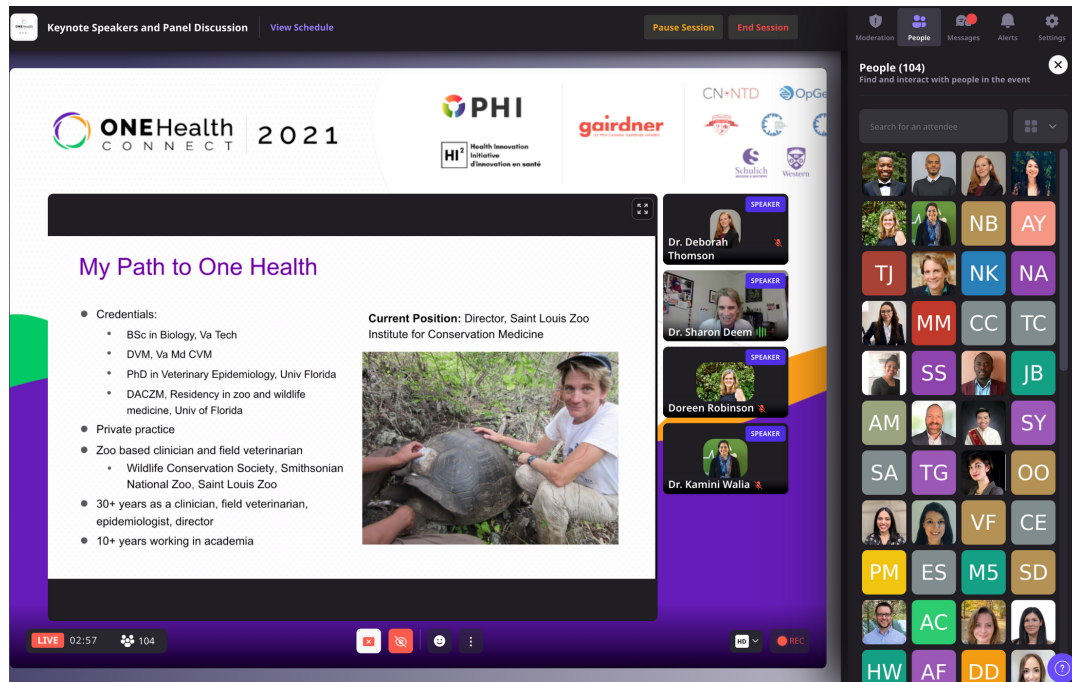 Keynote Speakers and Panel Discussion
View Schedule
Pause Session
End Session
Moderation
People
Messages
Alerts
Settings
People (104)
Find and interact with people in the event
Search for an attendee
ONEHealth
CONNECT
2021
PHI
HI²
Health Innovation
Initiative
d'innovation en santé
gairdner
CN•NTD
OpGe
Schulich
Western
My Path to One Health
Credentials:
BSc in Biology, Va Tech
DVM, Va Md CVM
PhD in Veterinary Epidemiology, Univ Florida
DACZM, Residency in zoo and wildlife
medicine, Univ of Florida
Private practice
Zoo based clinician and field veterinarian
Wildlife Conservation Society, Smithsonian
National Zoo, Saint Louis Zoo
30+ years as a clinician, field veterinarian,
epidemiologist, director
10+ years working in academia
Current Position: Director, Saint Louis Zoo
Institute for Conservation Medicine
SPEAKER
Dr. Deborah
Thomson
SPEAKER
Dr. Sharon Deem
SPEAKER
Doreen Robinson
SPEAKER
Dr. Kamini Walia
NB
AY
TJ
NK
NA
MM
CC
TC
SS
JB
AM
SY
SA
TG
OO
VF
CE
PM
ES
M5
SD
AC
HW
AF
DD
?
LIVE
02:57
104
HD
REC